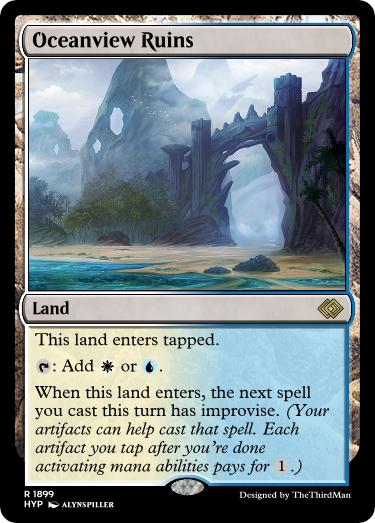 Oceanview Ruins
Land
This land enters tapped.
: Add or .
When this land enters, the next spell
you cast this turn has improvise. (Your
artifacts can help cast that spell. Each
artifact you tap after you're done
activating mana abilities pays for 1.)
R 1899
HYP ALYNSPILLER
Designed by TheThirdMan